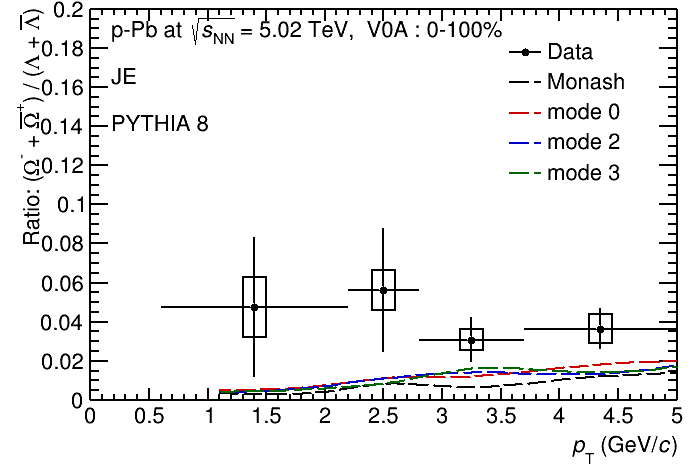 p-Pb at √s_NN = 5.02 TeV, V0A : 0-100%
JE
PYTHIA 8
Data
Monash
mode 0
mode 2
mode 3
Ratio: (Ω⁻ + Ω̅⁺) / (Λ + Λ̅)
0.2
0.18
0.16
0.14
0.12
0.1
0.08
0.06
0.04
0.02
0
0 0.5 1 1.5 2 2.5 3 3.5 4 4.5 5
p_T (GeV/c)